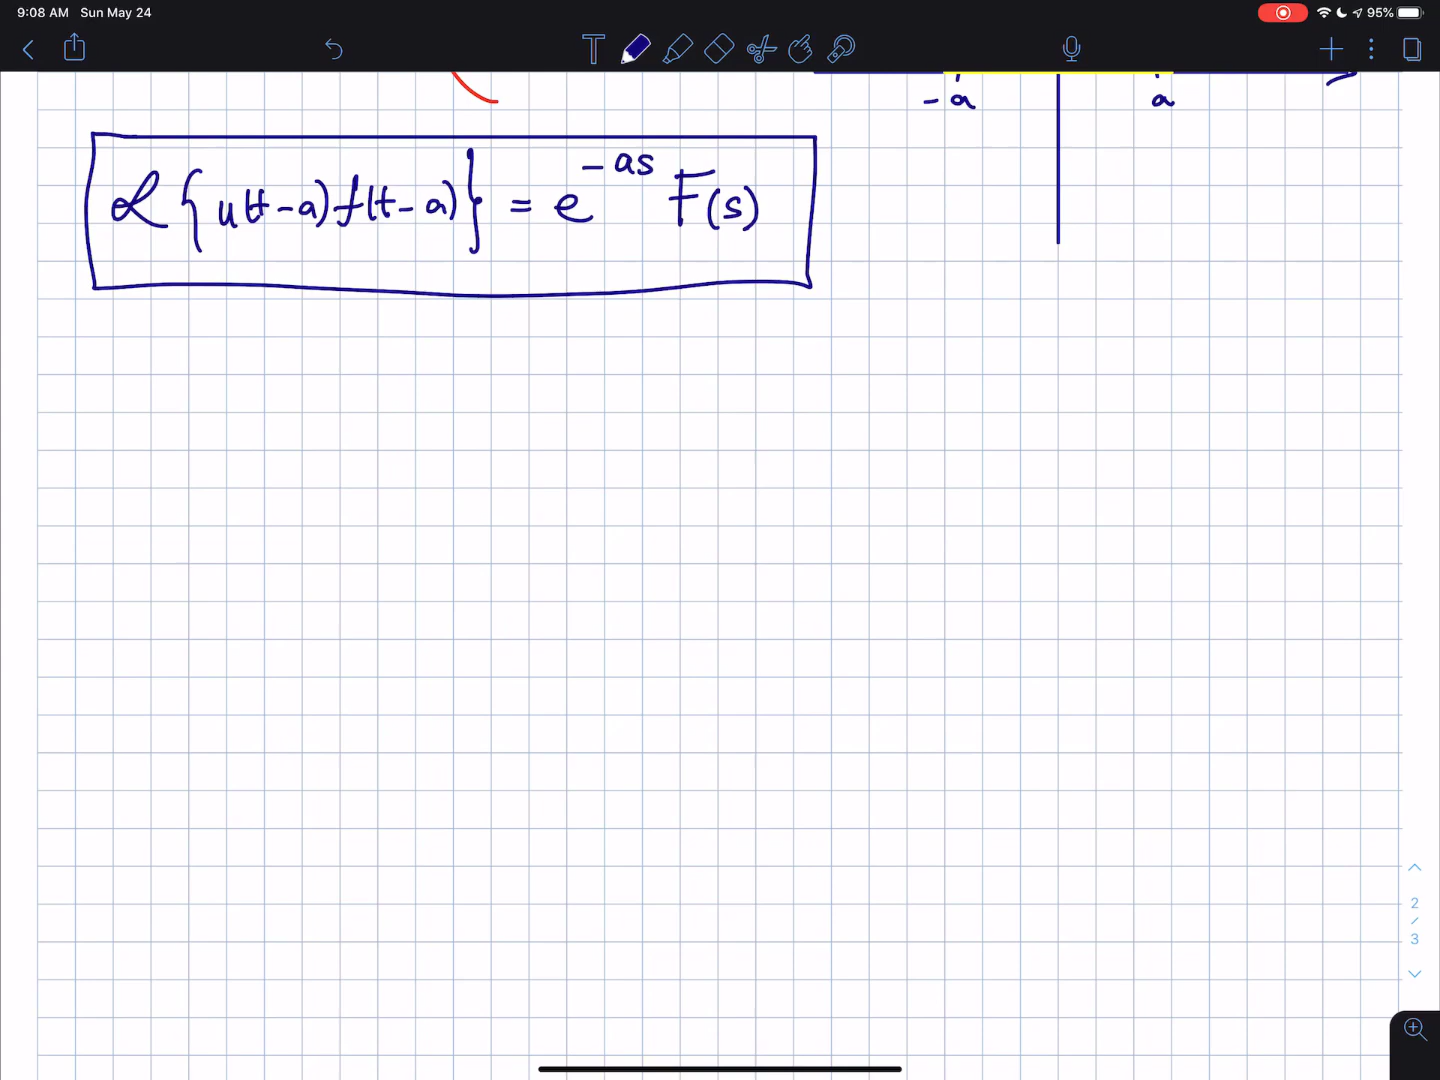 9:08 AM Sun May 24 95%
T
- a a
ℒ{u(t-a)f(t-a)} = e^{-as} F(s)
2
/
3